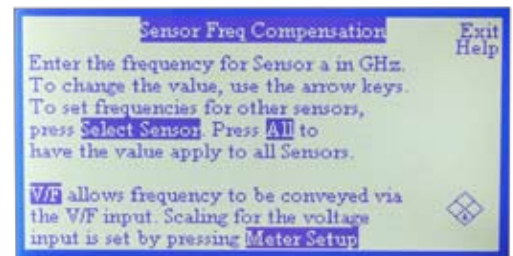 Sensor Freq Compensation
Exit
Help
Enter the frequency for Sensor a in GHz.
To change the value, use the arrow keys.
To set frequencies for other sensors,
press Select Sensor. Press All to
have the value apply to all Sensors.
V/F allows frequency to be conveyed via
the V/F input. Scaling for the voltage
input is set by pressing Meter Setup